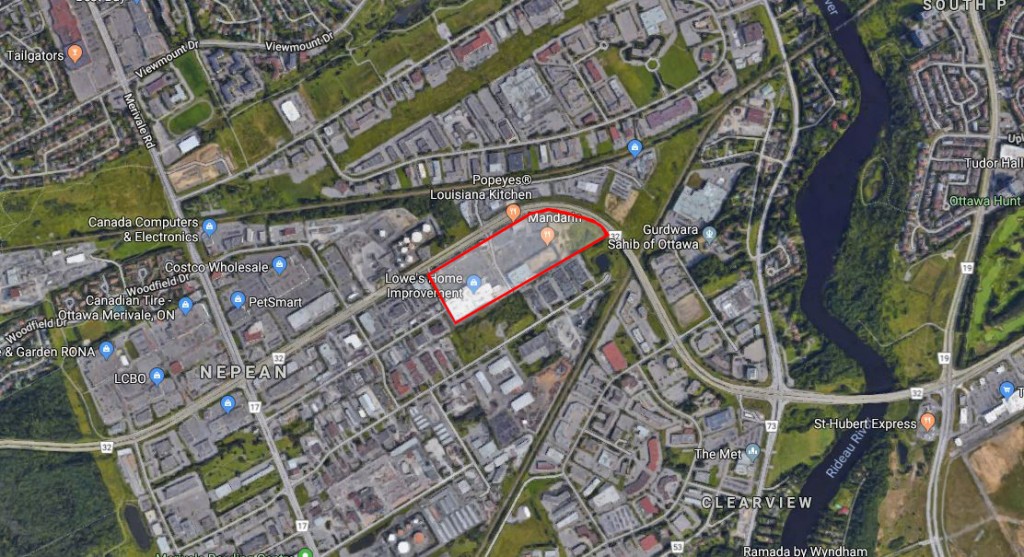 SOUTH P
Tailgators
Viewmount Dr
Viewmount Dr
Merivale Rd
Tudor Hall
Popeyes®
Louisiana Kitchen
Ottawa Hunt
Mandarin
Canada Computers
& Electronics
32
Gurdwara
Sahib of Ottawa
Costco Wholesale
19
Lowe's Home
Improvement
Woodfield Dr
Canadian Tire -
Ottawa Merivale, ON
PetSmart
Woodfield Dr
e & Garden RONA
32
19
LCBO
NEPEAN
32
17
St-Hubert Express
73
32
The Met
Rideau River
CLEARVIEW
17
53
Ramada by Wyndham